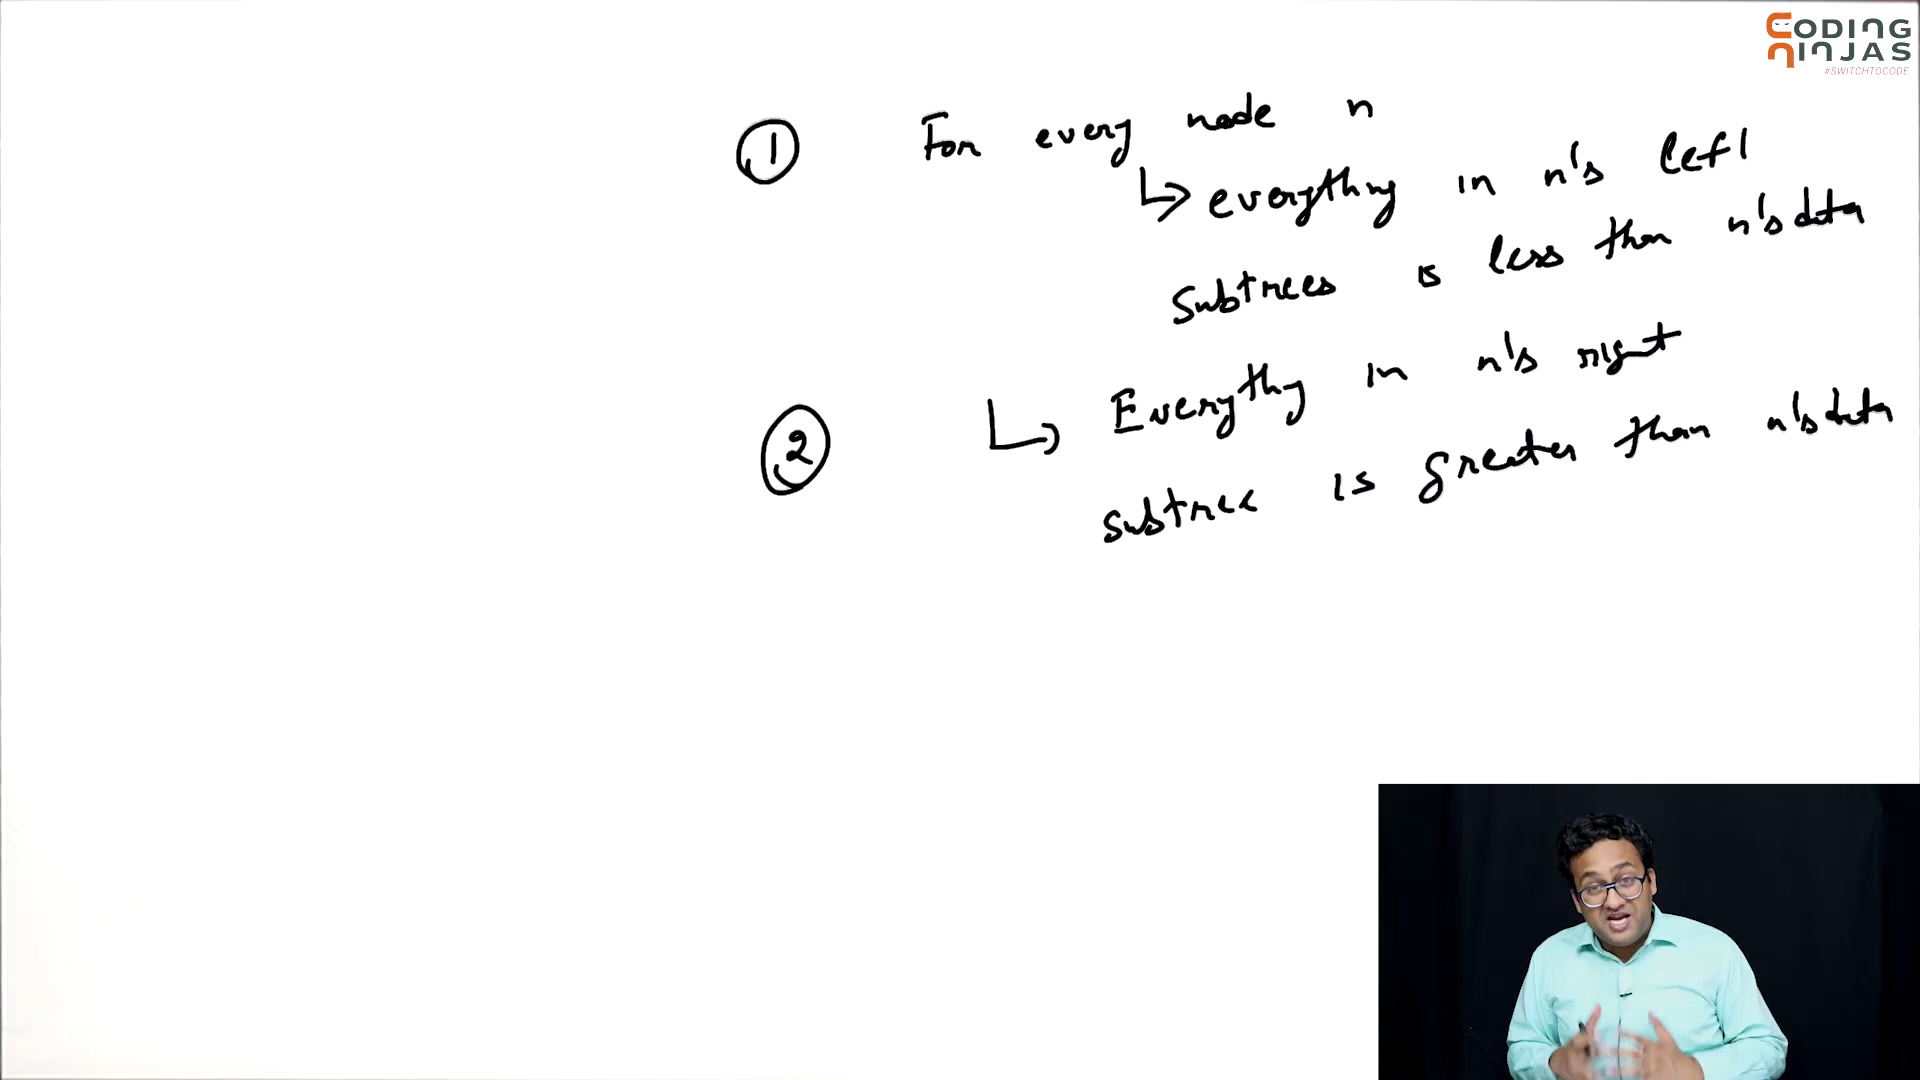 CODING
NINJAS
#SWITCHTOCODE
1 For every node n
↳ everything in n's left
subtrees is less than n's data
2 ↳ Everythg in n's right
subtree is greater than n's data